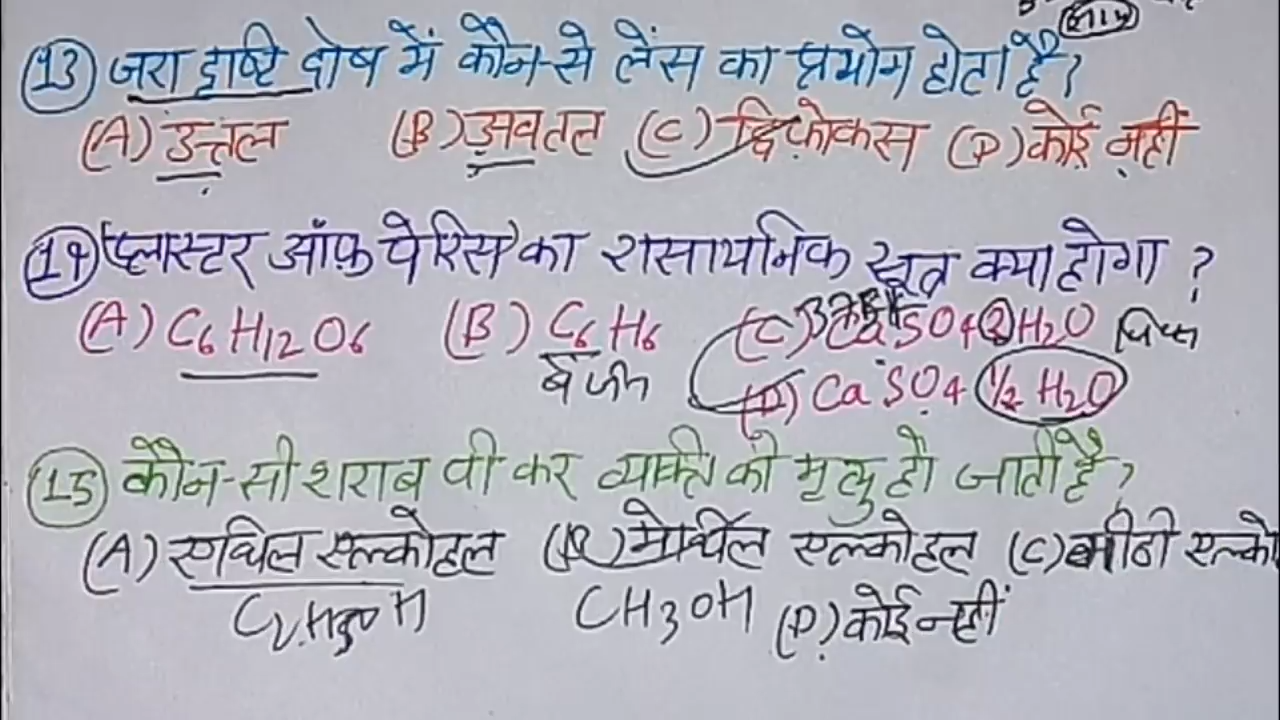 (13) जरा दृष्टि दोष में कौन-से लेंस का प्रयोग होता है?
(A) उत्तल (B) अवतल (C) द्विफ़ोकस (D) कोई नहीं
(14) 'प्लास्टर ऑफ़ पेरिस' का रासायनिक सूत्र क्या होगा ?
(A) C6H12O6 (B) C6H6 (C) CaSO4 2H2O
बेंजीन (D) CaSO4 1/2 H2O
(15) कौन-सी शराब पी कर व्यक्ति की मृत्यु हो जाती है?
(A) एथिल एल्कोहल (B) मेथिल एल्कोहल (C) मीठी एल्को
C2H5OH CH3OH (D) कोई नहीं